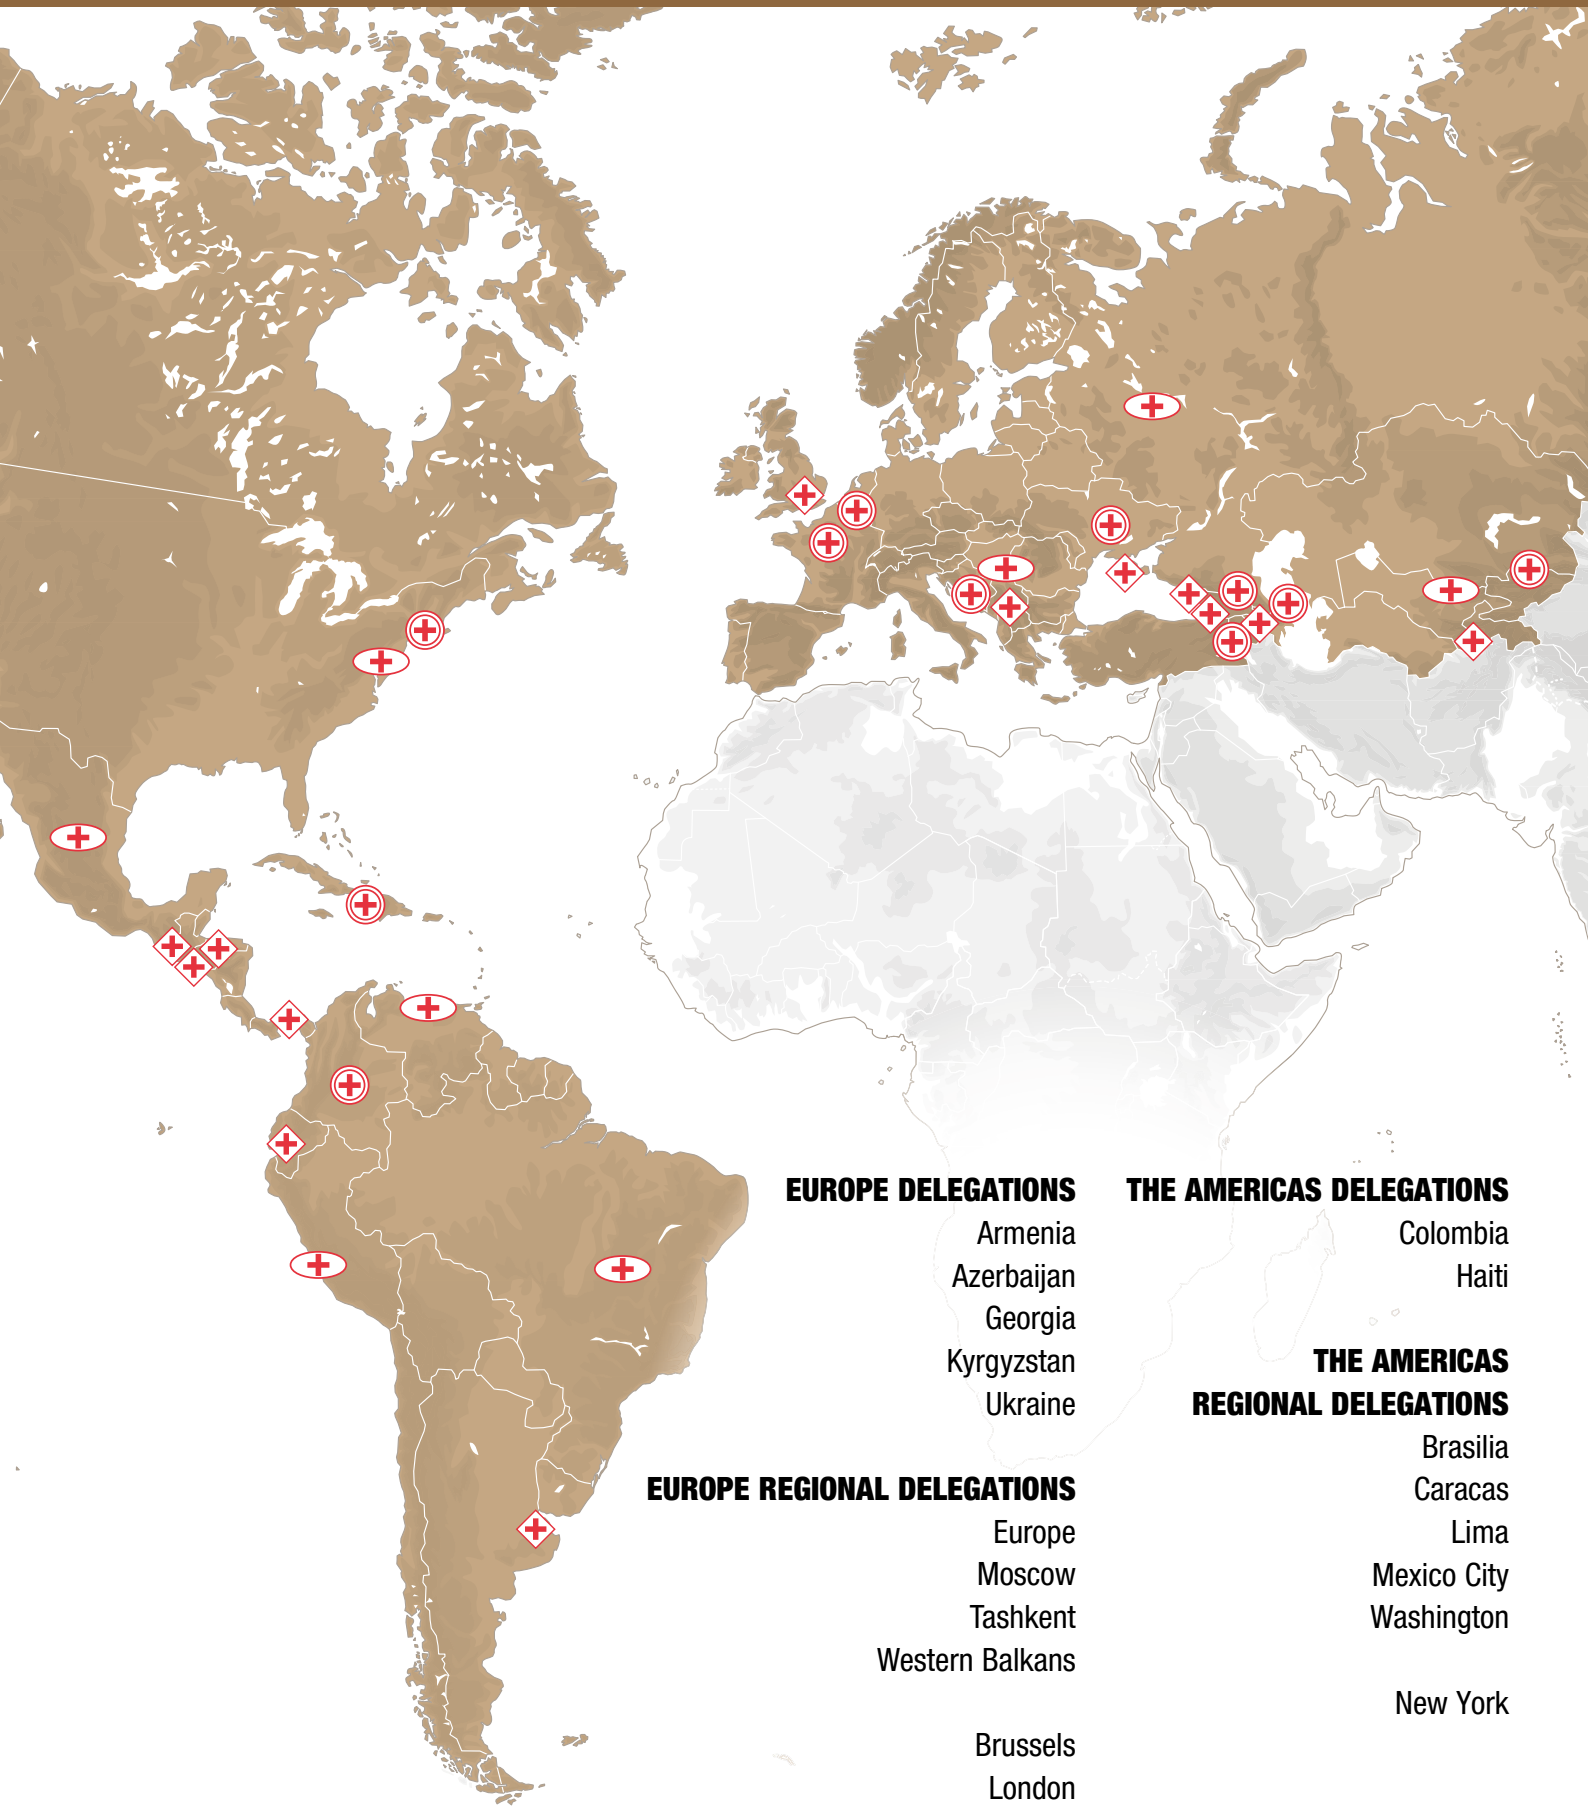 EUROPE DELEGATIONS
Armenia
Azerbaijan
Georgia
Kyrgyzstan
Ukraine
EUROPE REGIONAL DELEGATIONS
Europe
Moscow
Tashkent
Western Balkans
Brussels
London
THE AMERICAS DELEGATIONS
Colombia
Haiti
THE AMERICAS
REGIONAL DELEGATIONS
Brasilia
Caracas
Lima
Mexico City
Washington
New York